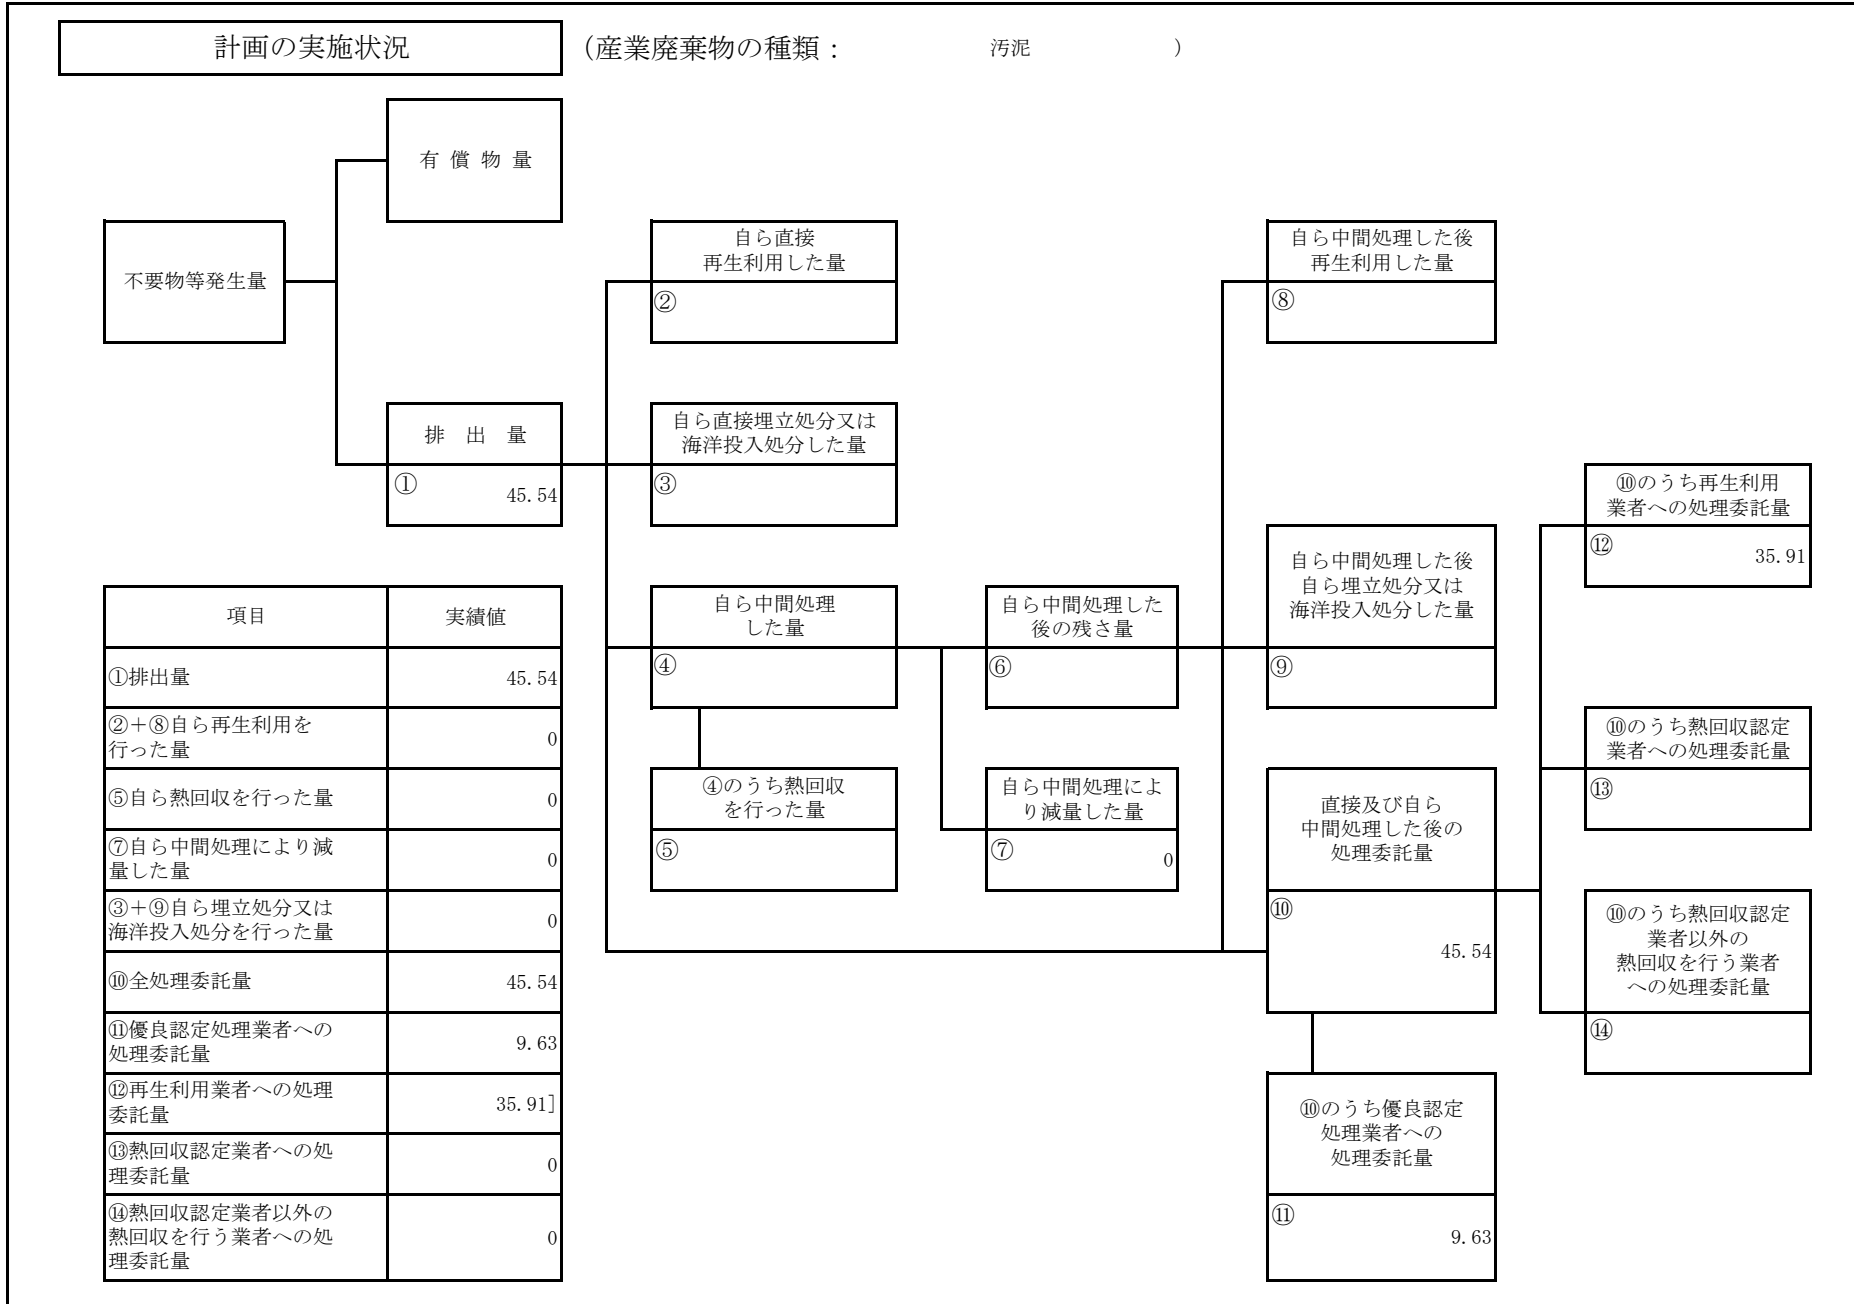 計画の実施状況
（産業廃棄物の種類：　汚泥　）
有償物量
不要物等発生量
排出量
①
45.54
自ら直接
再生利用した量
②
自ら直接埋立処分又は
海洋投入処分した量
③
自ら中間処理
した量
④
④のうち熱回収
を行った量
⑤
自ら中間処理した
後の残さ量
⑥
自ら中間処理によ
り減量した量
⑦
0
自ら中間処理した後
再生利用した量
⑧
自ら中間処理した後
自ら埋立処分又は
海洋投入処分した量
⑨
直接及び自ら
中間処理した後の
処理委託量
⑩
45.54
⑩のうち優良認定
処理業者への
処理委託量
⑪
9.63
⑩のうち再生利用
業者への処理委託量
⑫
35.91
⑩のうち熱回収認定
業者への処理委託量
⑬
⑩のうち熱回収認定
業者以外の
熱回収を行う業者
への処理委託量
⑭
項目 実績値
①排出量 45.54
②＋⑧自ら再生利用を
行った量 0
⑤自ら熱回収を行った量 0
⑦自ら中間処理により減
量した量 0
③＋⑨自ら埋立処分又は
海洋投入処分を行った量 0
⑩全処理委託量 45.54
⑪優良認定処理業者への
処理委託量 9.63
⑫再生利用業者への処理
委託量 35.91]
⑬熱回収認定業者への処
理委託量 0
⑭熱回収認定業者以外の
熱回収を行う業者への処
理委託量 0